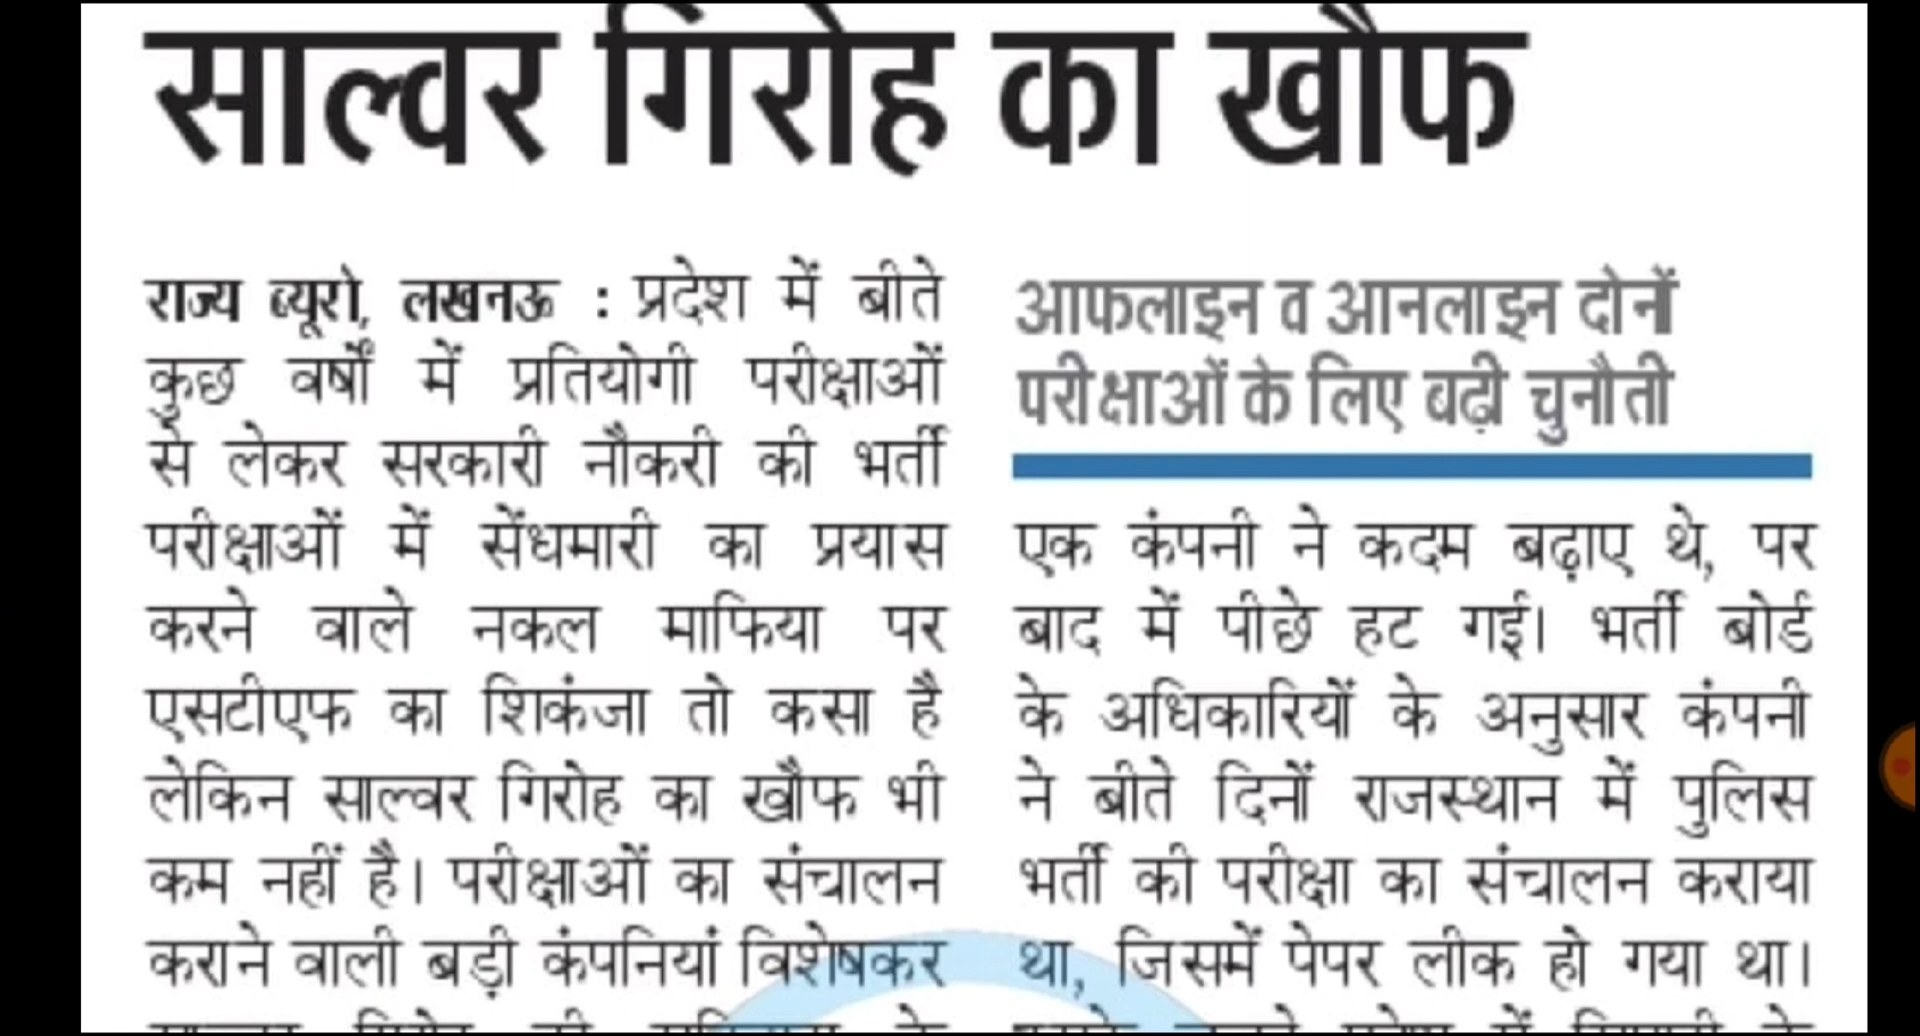 साल्वर गिरोह का खौफ
राज्य ब्यूरो, लखनऊ : प्रदेश में बीते
कुछ वर्षों में प्रतियोगी परीक्षाओं
से लेकर सरकारी नौकरी की भर्ती
परीक्षाओं में सेंधमारी का प्रयास
करने वाले नकल माफिया पर
एसटीएफ का शिकंजा तो कसा है
लेकिन साल्वर गिरोह का खौफ भी
कम नहीं है। परीक्षाओं का संचालन
कराने वाली बड़ी कंपनियां विशेषकर
आफलाइन व आनलाइन दोनों
परीक्षाओं के लिए बढ़ी चुनौती
एक कंपनी ने कदम बढ़ाए थे, पर
बाद में पीछे हट गई। भर्ती बोर्ड
के अधिकारियों के अनुसार कंपनी
ने बीते दिनों राजस्थान में पुलिस
भर्ती की परीक्षा का संचालन कराया
था, जिसमें पेपर लीक हो गया था।